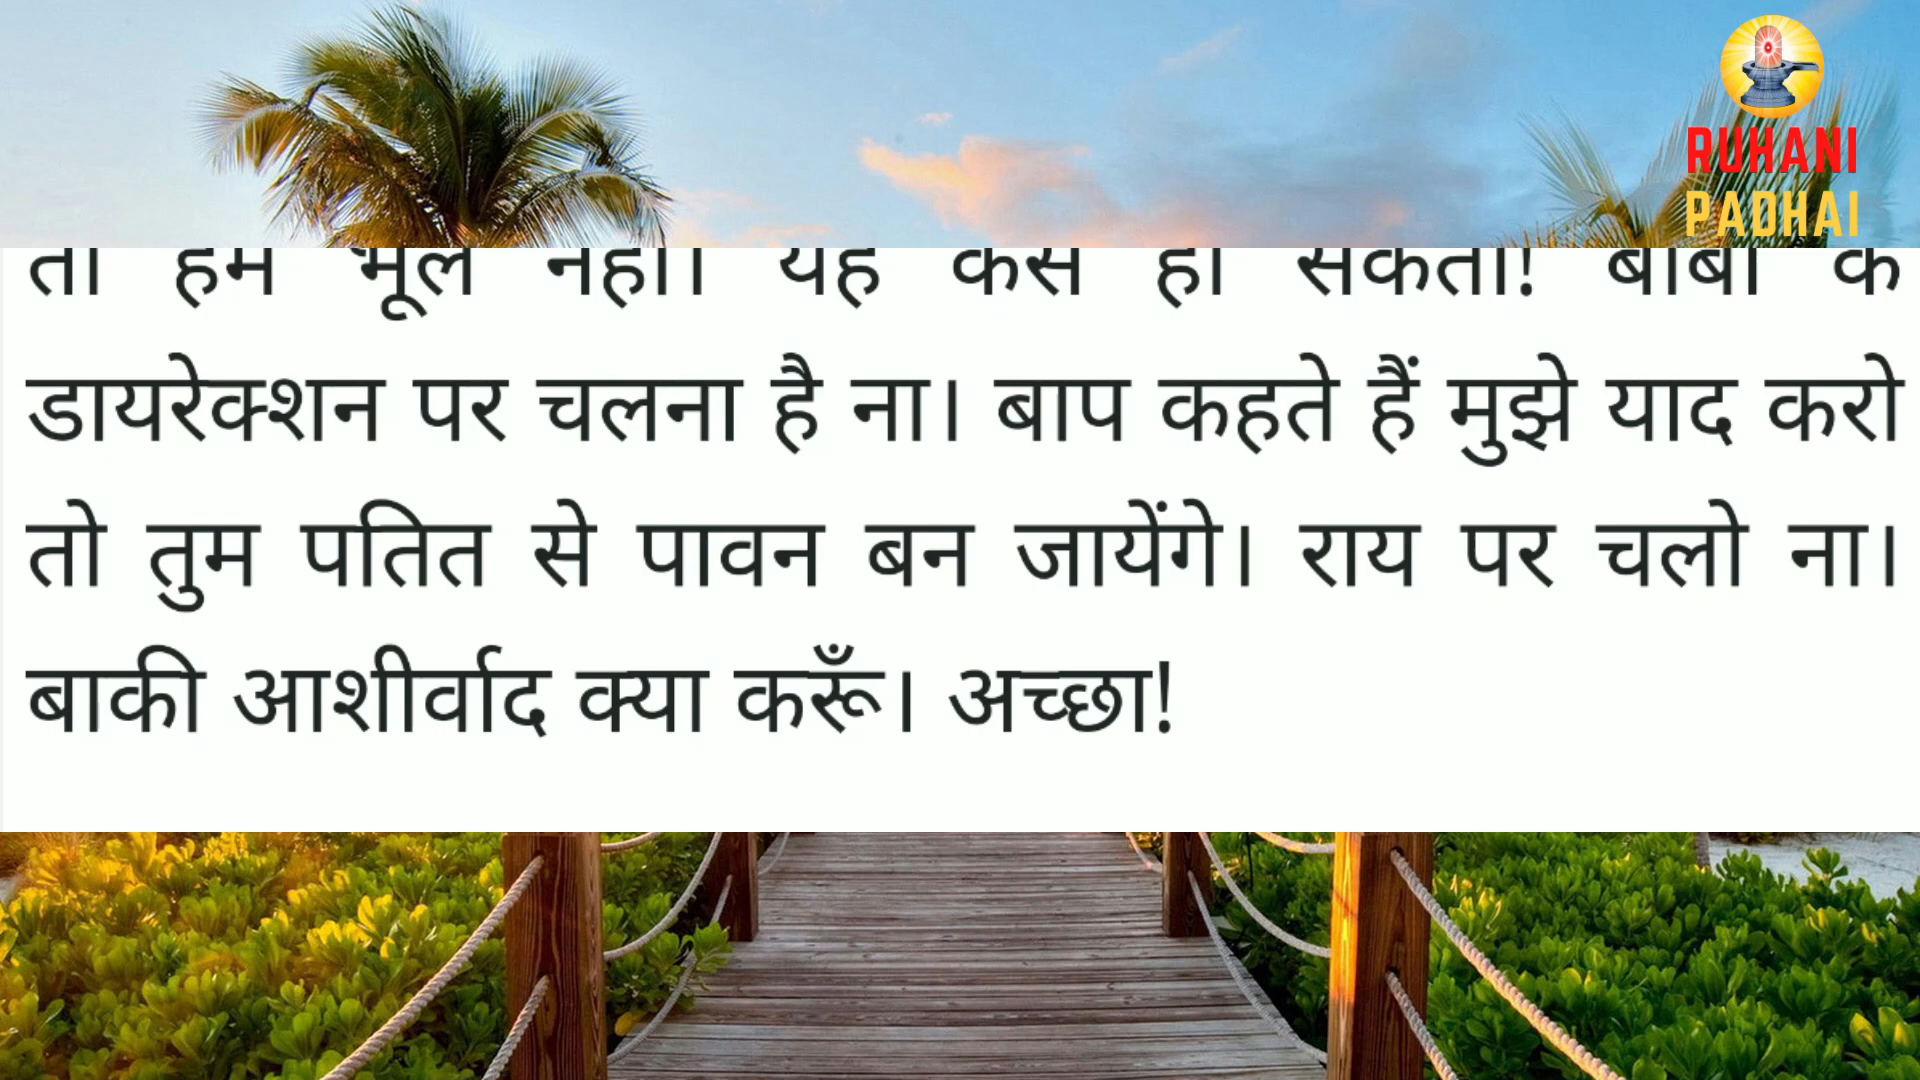 RUHANI
PADHAI
डायरेक्शन पर चलना है ना। बाप कहते हैं मुझे याद करो
तो तुम पतित से पावन बन जायेंगे। राय पर चलो ना।
बाकी आशीर्वाद क्या करूँ। अच्छा!